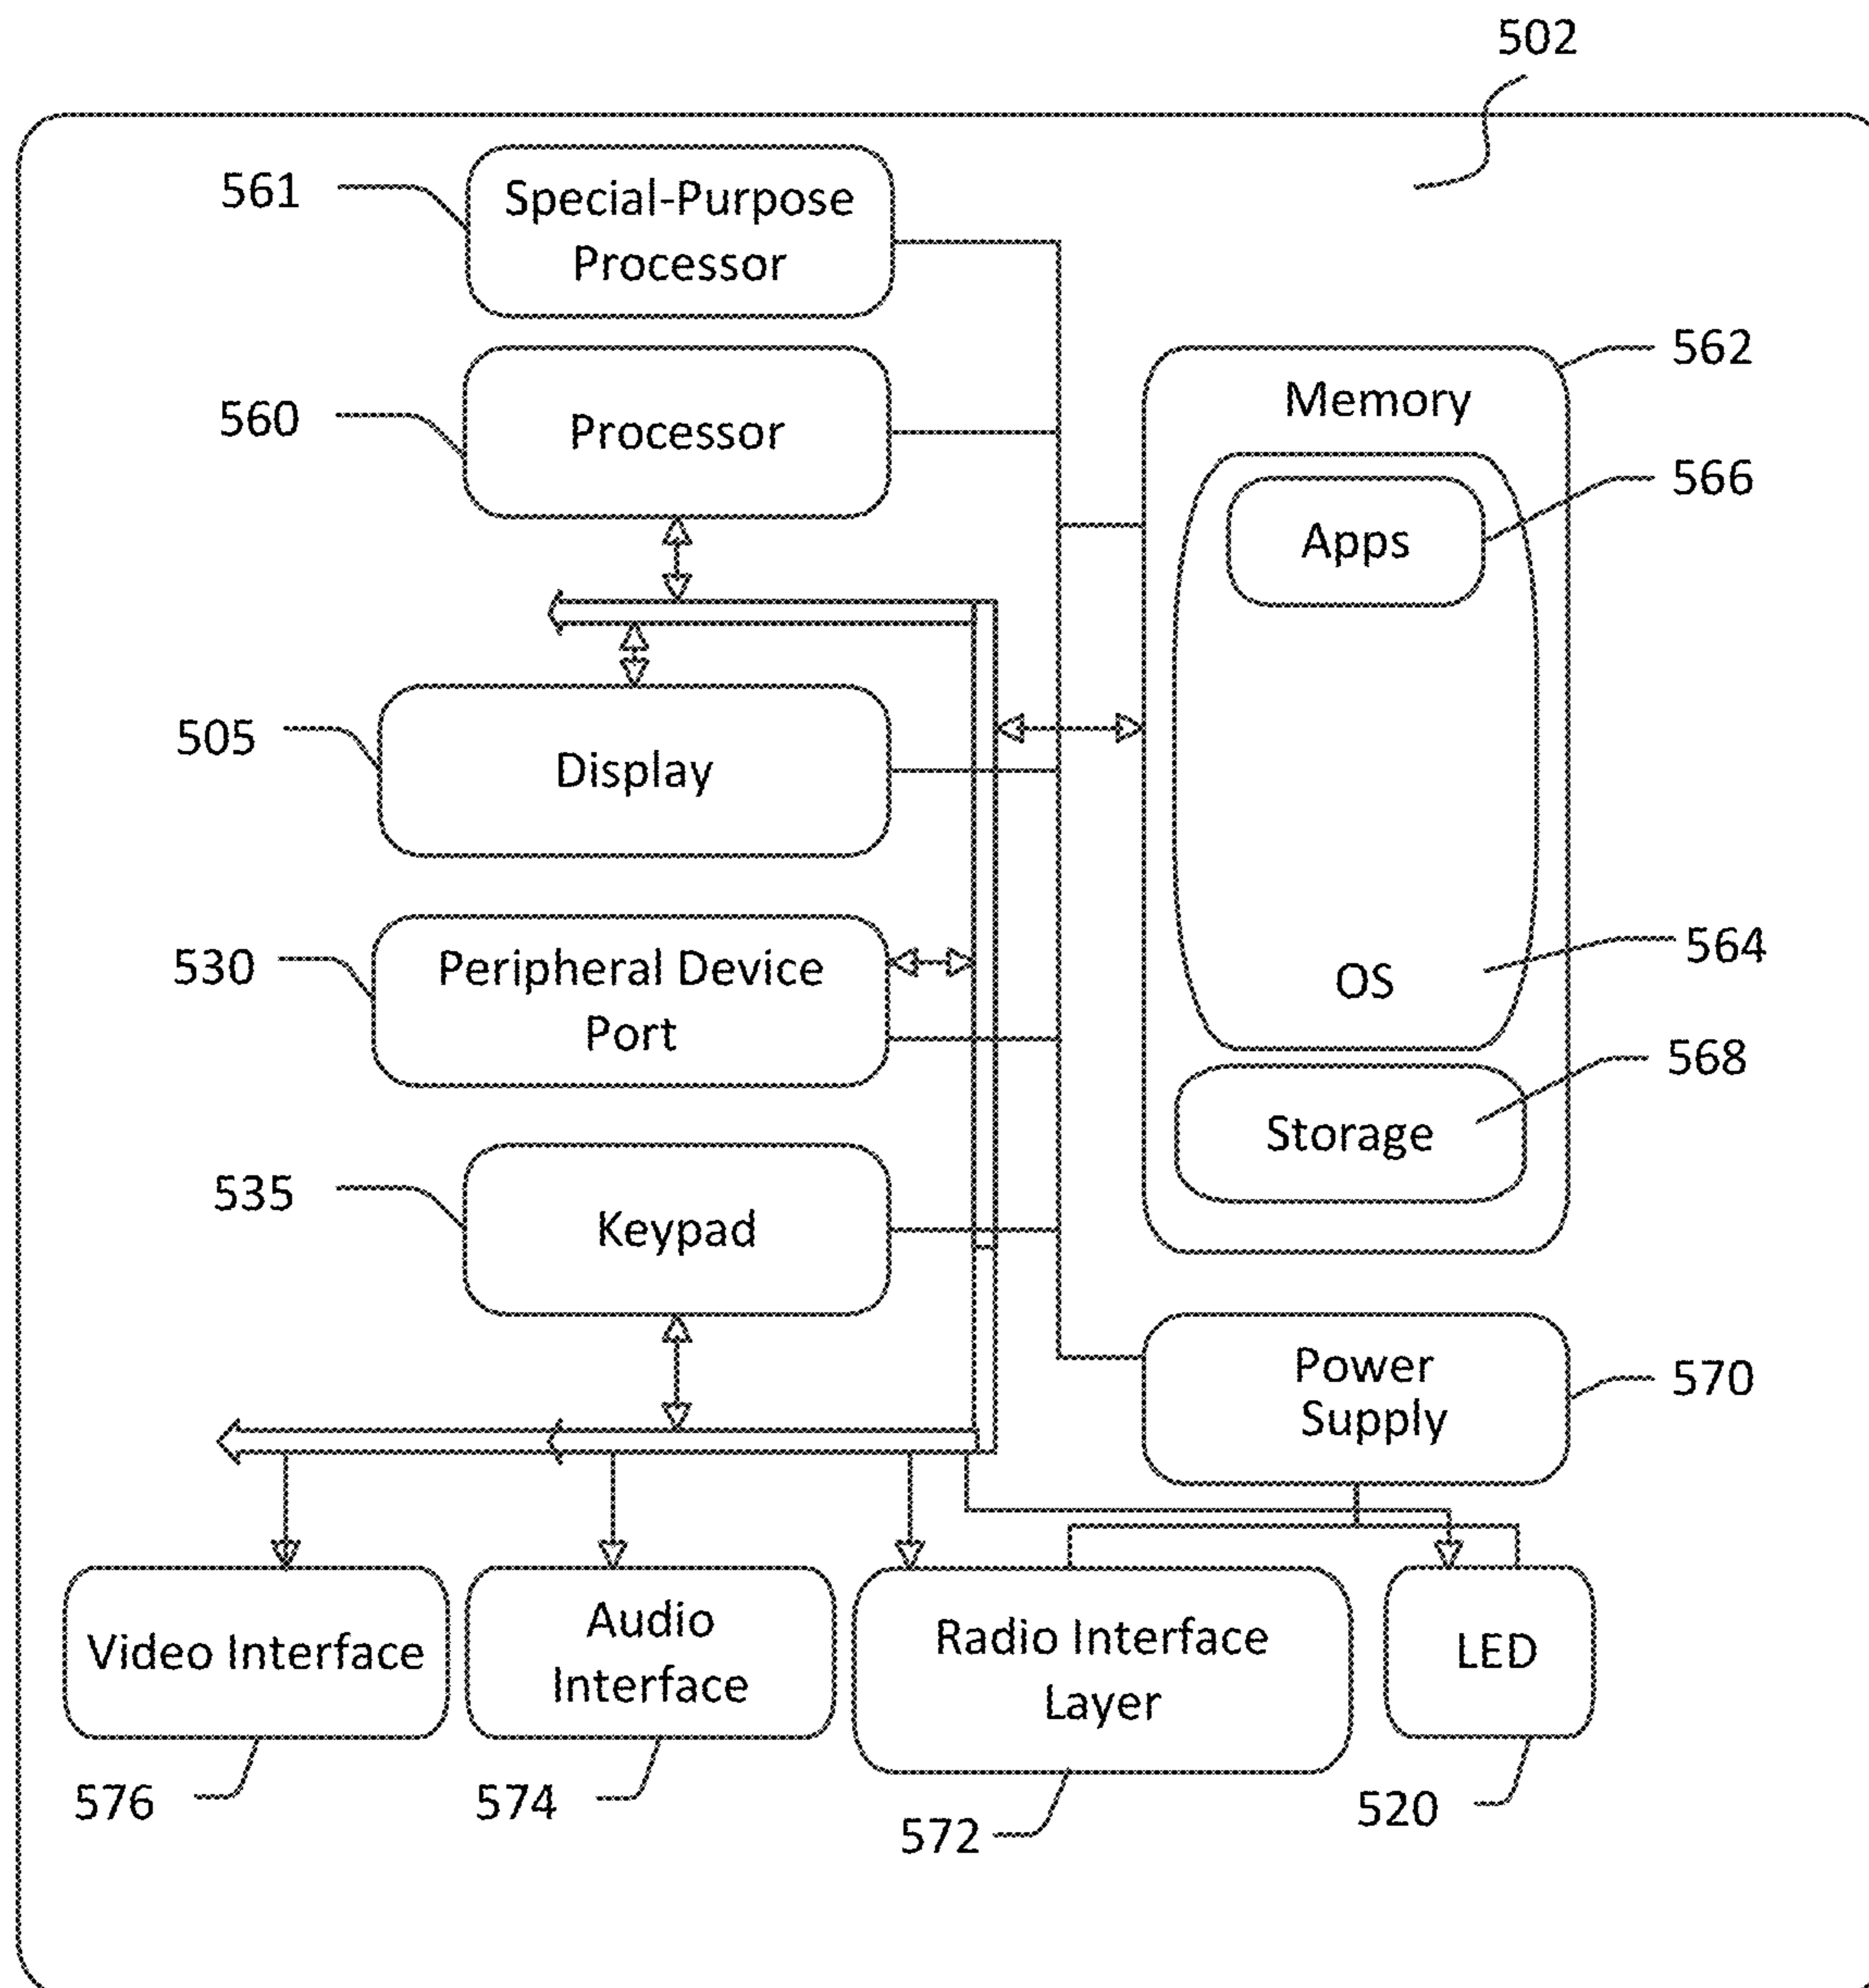 502
561
Special-Purpose
Processor
560
Processor
562
Memory
566
Apps
505
Display
530
Peripheral Device
Port
564
OS
568
Storage
535
Keypad
Power
Supply
570
Video Interface
Audio
Interface
Radio Interface
Layer
LED
576
574
572
520